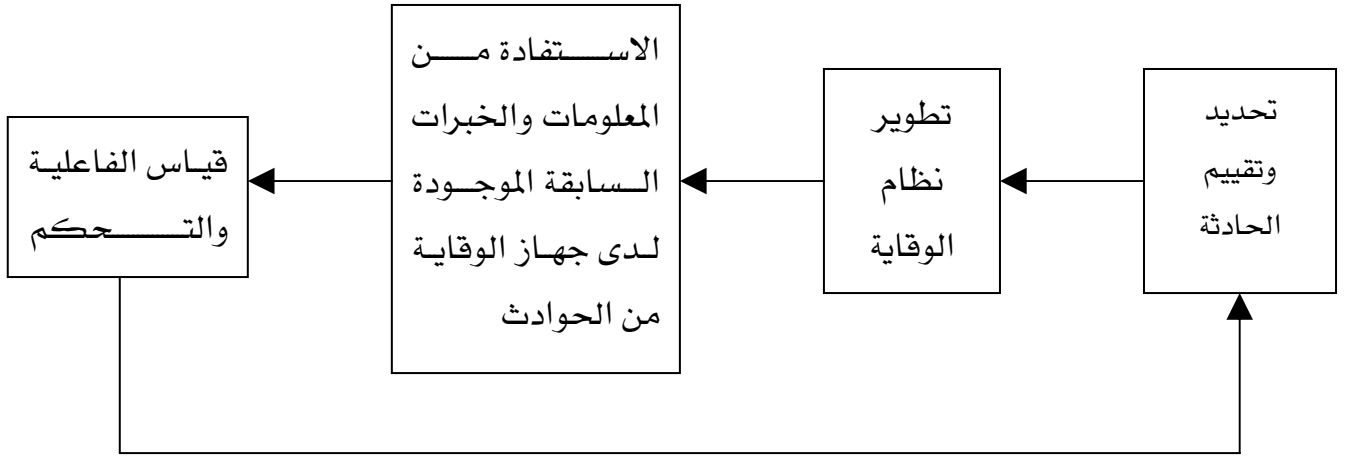 تحديد
وتقييم
الحادثة
تطوير
نظام
الوقاية
الاستفادة من
المعلومات والخبرات
السابقة الموجودة
لدى جهاز الوقاية
من الحوادث
قياس الفاعلية
والتحكم